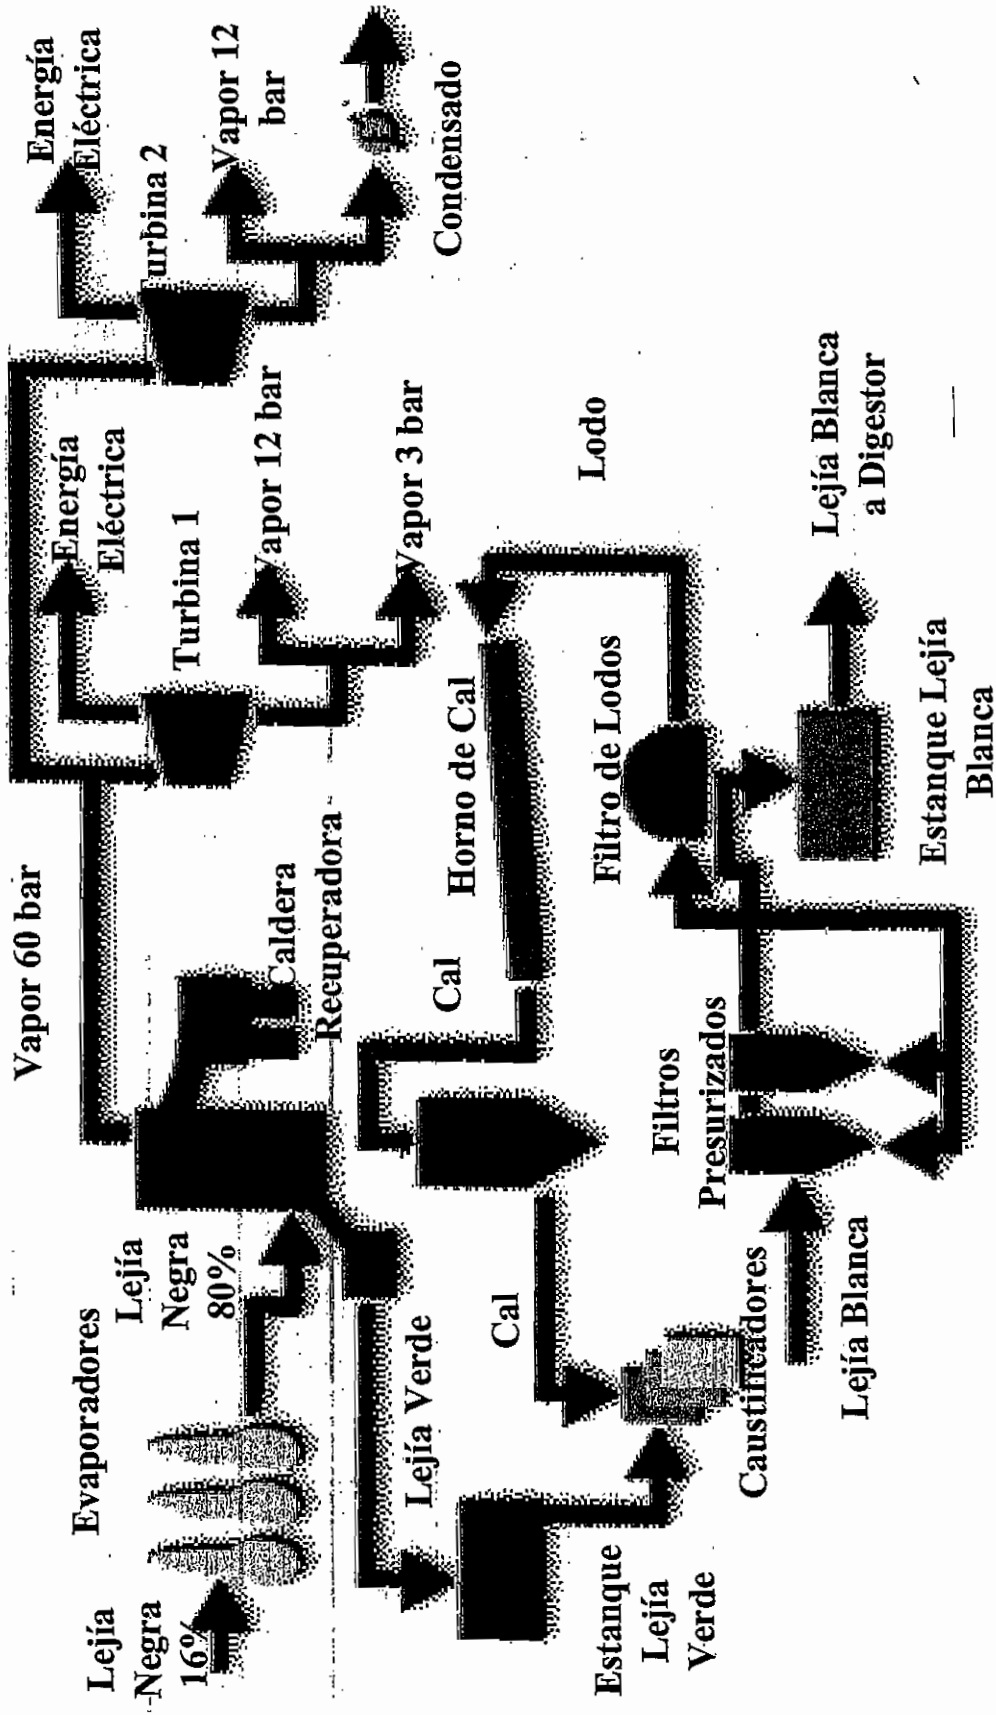 Lejía
Negra
16%
Evaporadores
Lejía
Negra
80%
Vapor 60 bar
Caldera
Recuperadora
Energía
Eléctrica
Turbina 1
Vapor 12 bar
Vapor 3 bar
Energía
Eléctrica
Turbina 2
Vapor 12
bar
Condensado
Lejía Verde
Estanque
Lejía
Verde
Cal
Cal
Horno de Cal
Lodo
Caustificadores
Lejía Blanca
Filtros
Presurizados
Filtro de Lodos
Estanque Lejía
Blanca
Lejía Blanca
a Digestor